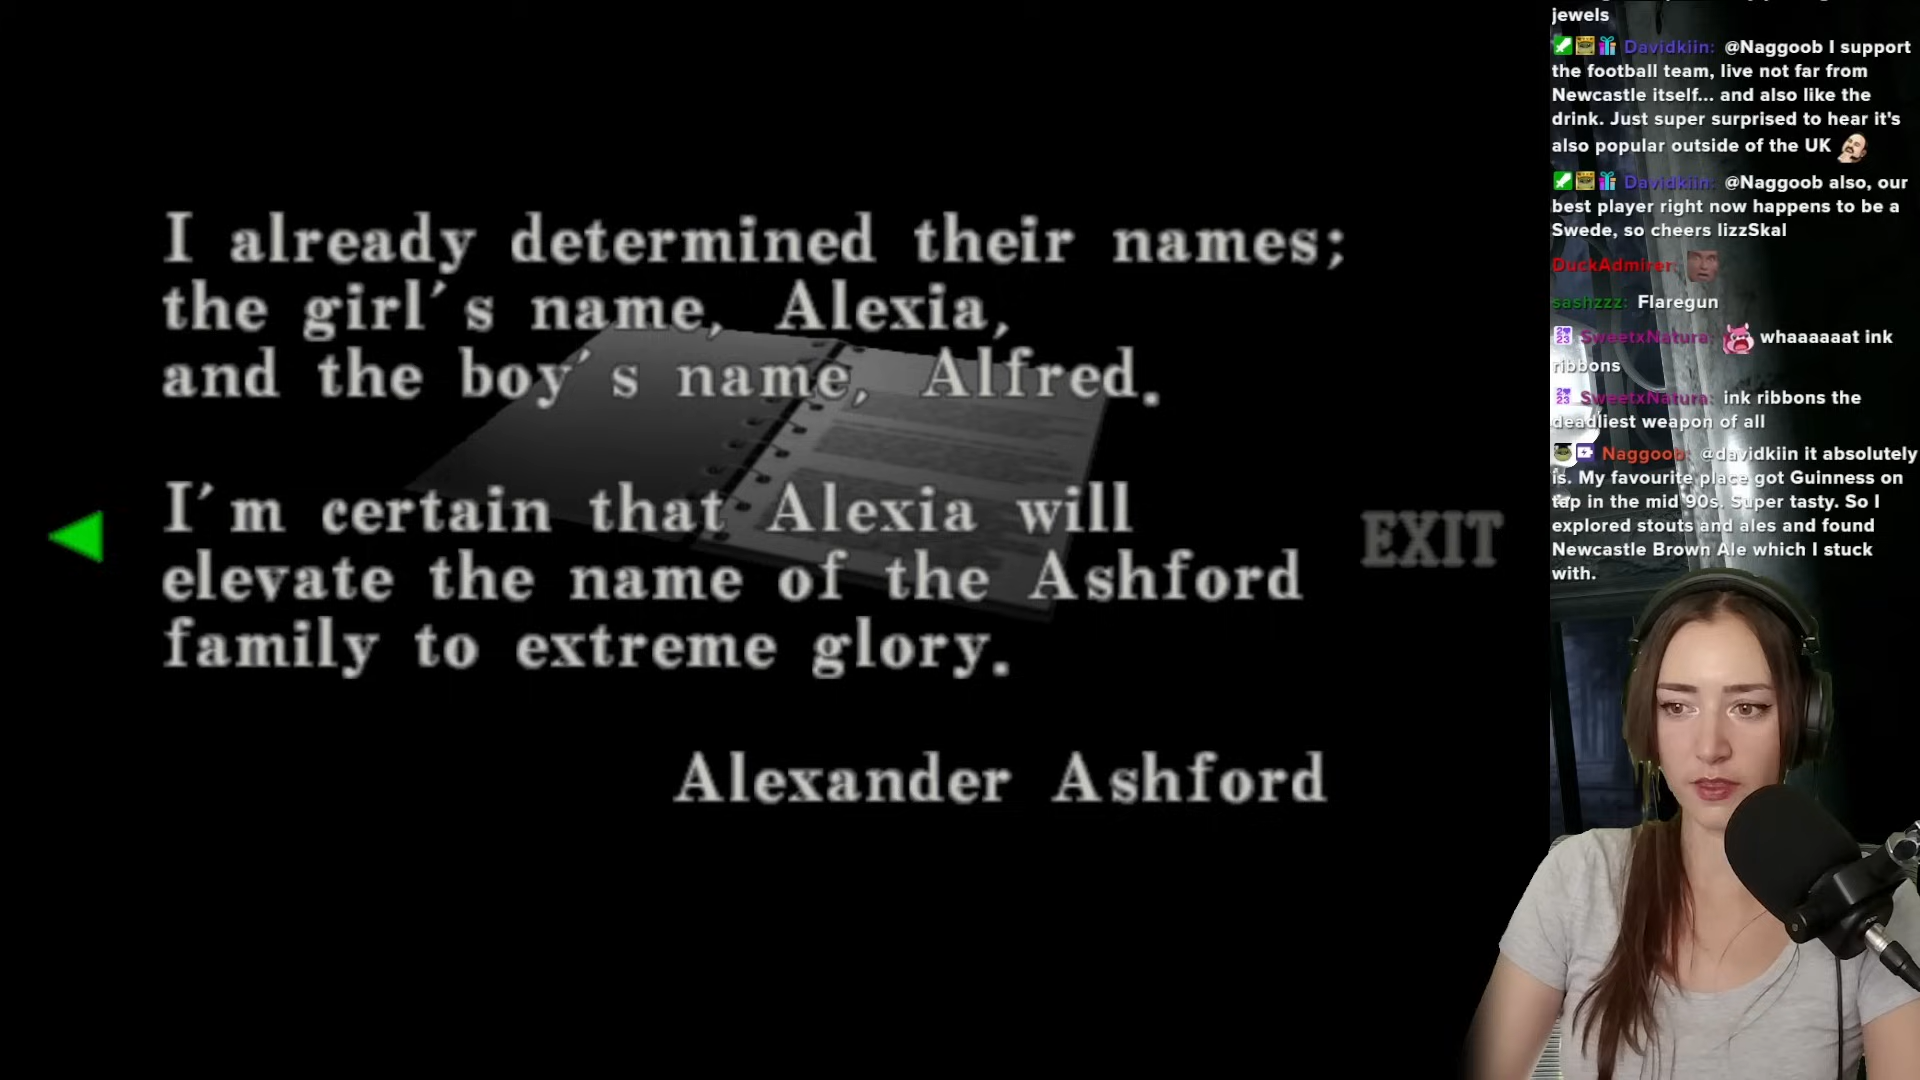 I already determined their names;
the girl's name, Alexia,
and the boy's name, Alfred.
I'm certain that Alexia will
elevate the name of the Ashford
family to extreme glory.
Alexander Ashford
EXIT
jewels
Davidkiin: @Naggoob I support
the football team, live not far from
Newcastle itself... and also like the
drink. Just super surprised to hear it's
also popular outside of the UK
Davidkiin: @Naggoob also, our
best player right now happens to be a
Swede, so cheers lizzSkal
DuckAdmirer:
sashzzz: Flaregun
SweetxNatura: whaaaaaat ink
ribbons
SweetxNatura: ink ribbons the
deadliest weapon of all
Naggoob: @davidkiin it absolutely
is. My favourite place got Guinness on
tap in the mid 90s. Super tasty. So I
explored stouts and ales and found
Newcastle Brown Ale which I stuck
with.